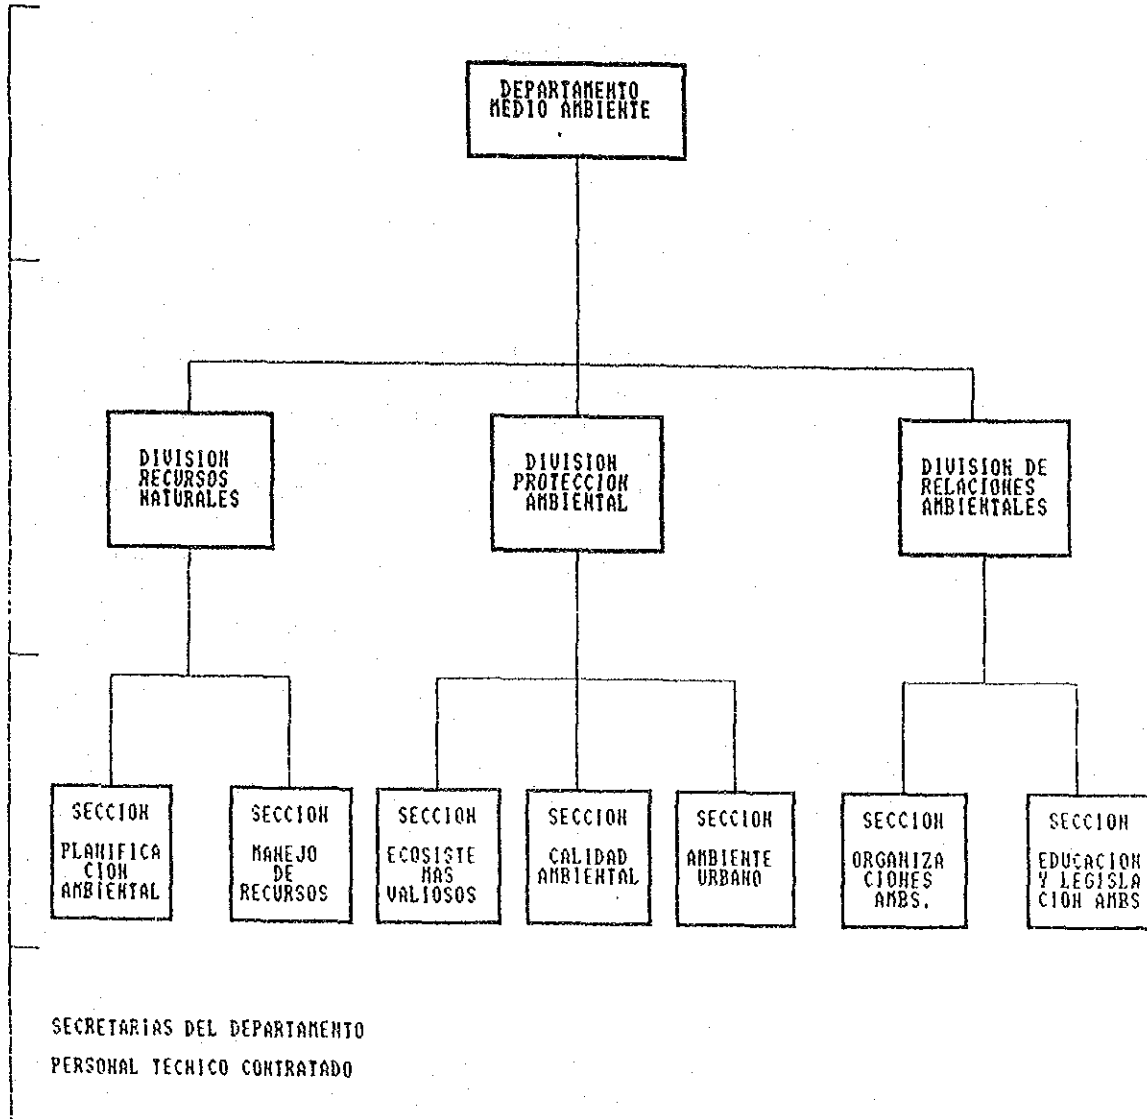 DEPARTAMENTO
MEDIO AMBIENTE
DIVISION
RECURSOS
NATURALES
DIVISION
PROTECCION
AMBIENTAL
DIVISION DE
RELACIONES
AMBIENTALES
SECCION
PLANIFICA
CION
AMBIENTAL
SECCION
MANEJO
DE
RECURSOS
SECCION
ECOSISTE
MAS
VALIOSOS
SECCION
CALIDAD
AMBIENTAL
SECCION
AMBIENTE
URBANO
SECCION
ORGANIZA
CIONES
AMBS.
SECCION
EDUCACION
Y LEGISLA
CION AMBS
SECRETARIAS DEL DEPARTAMENTO
PERSONAL TECNICO CONTRATADO